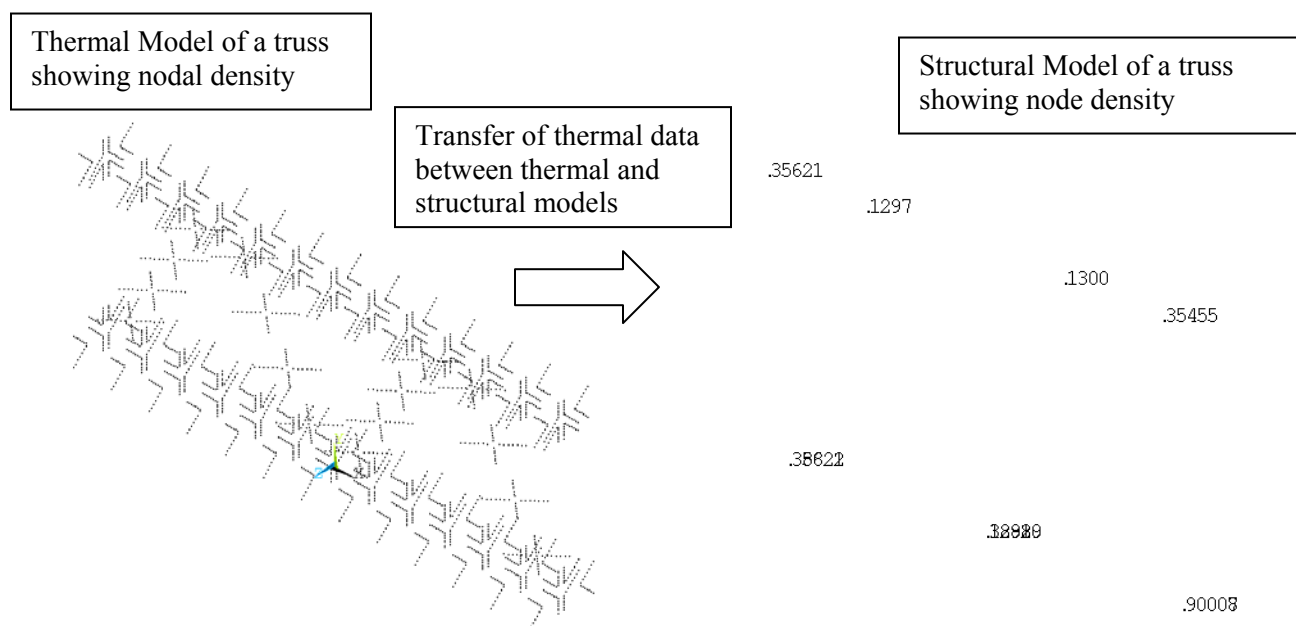 Thermal Model of a truss
showing nodal density
Transfer of thermal data
between thermal and
structural models
Structural Model of a truss
showing node density
.35621
.1297
.1300
.35455